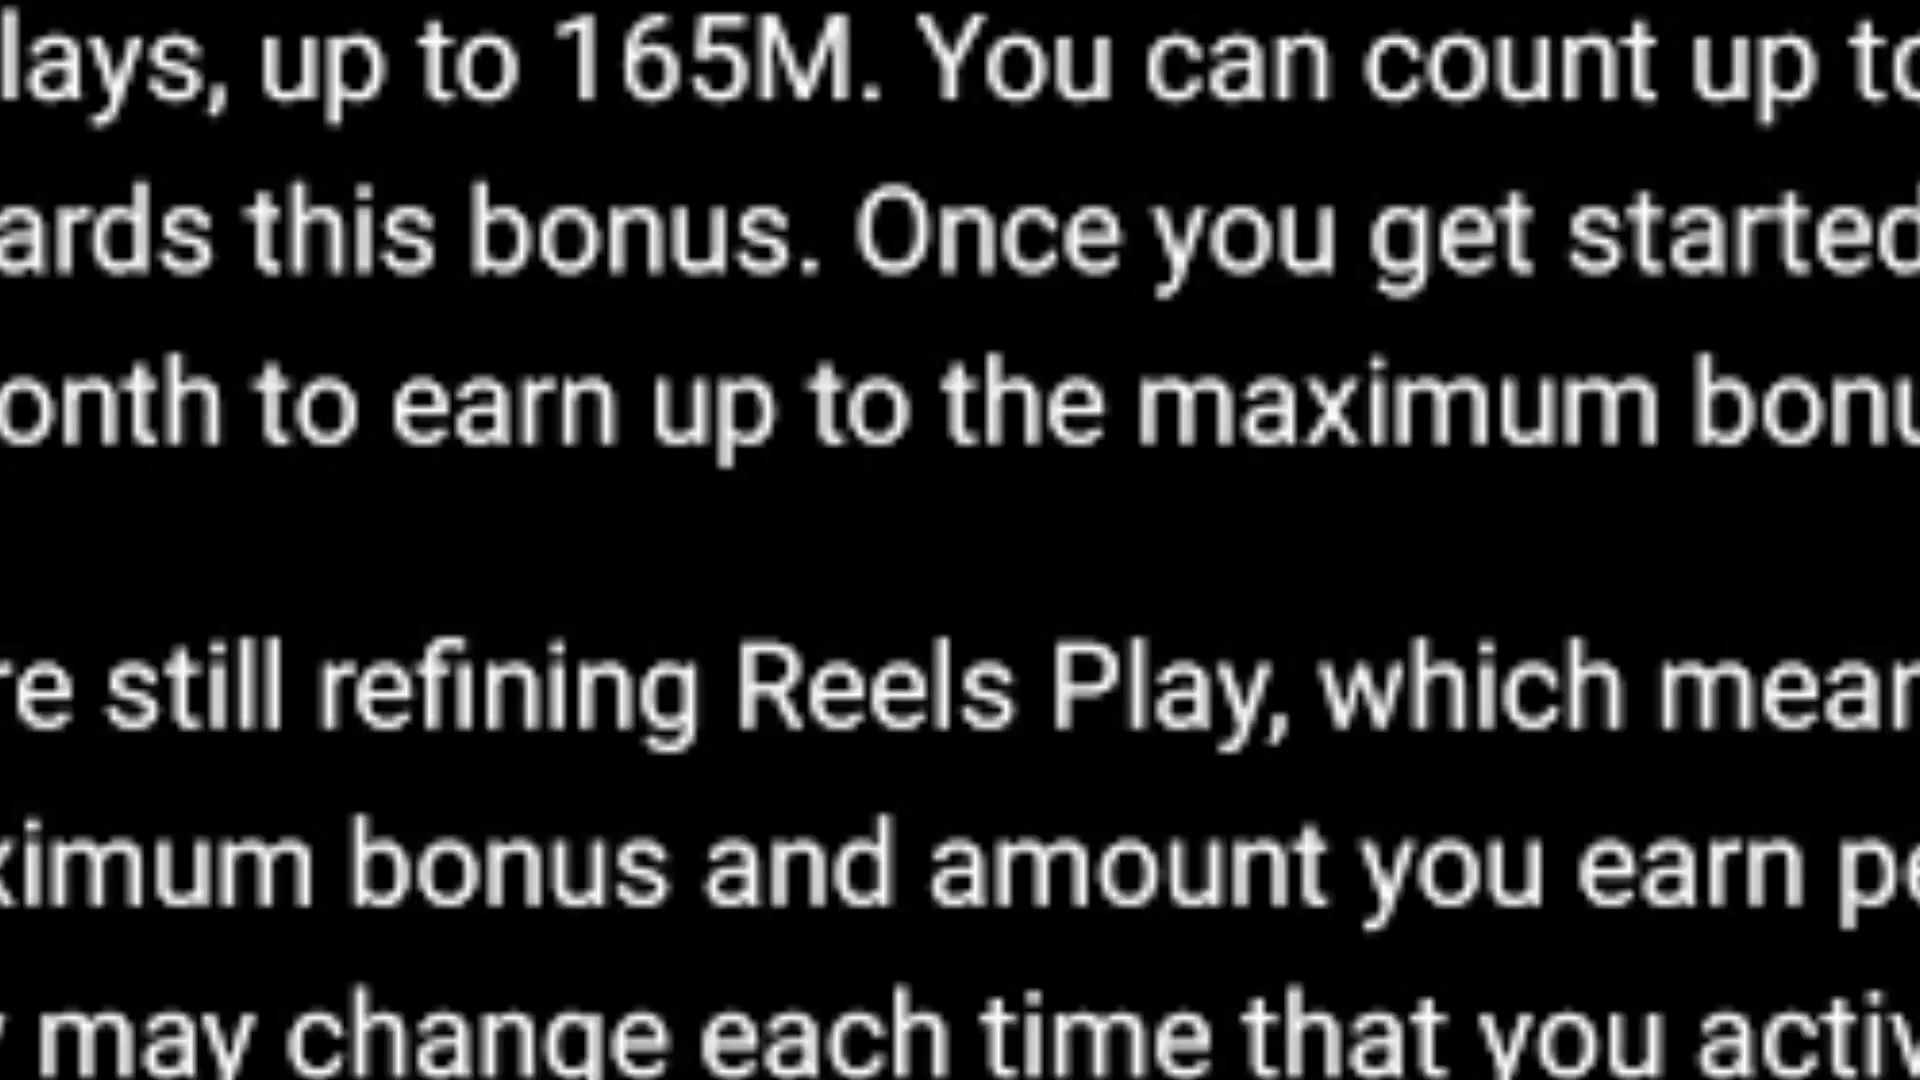 lays, up to 165M. You can count up to
ards this bonus. Once you get started
onth to earn up to the maximum bonu
re still refining Reels Play, which mean
ximum bonus and amount you earn pe
y may change each time that you activ